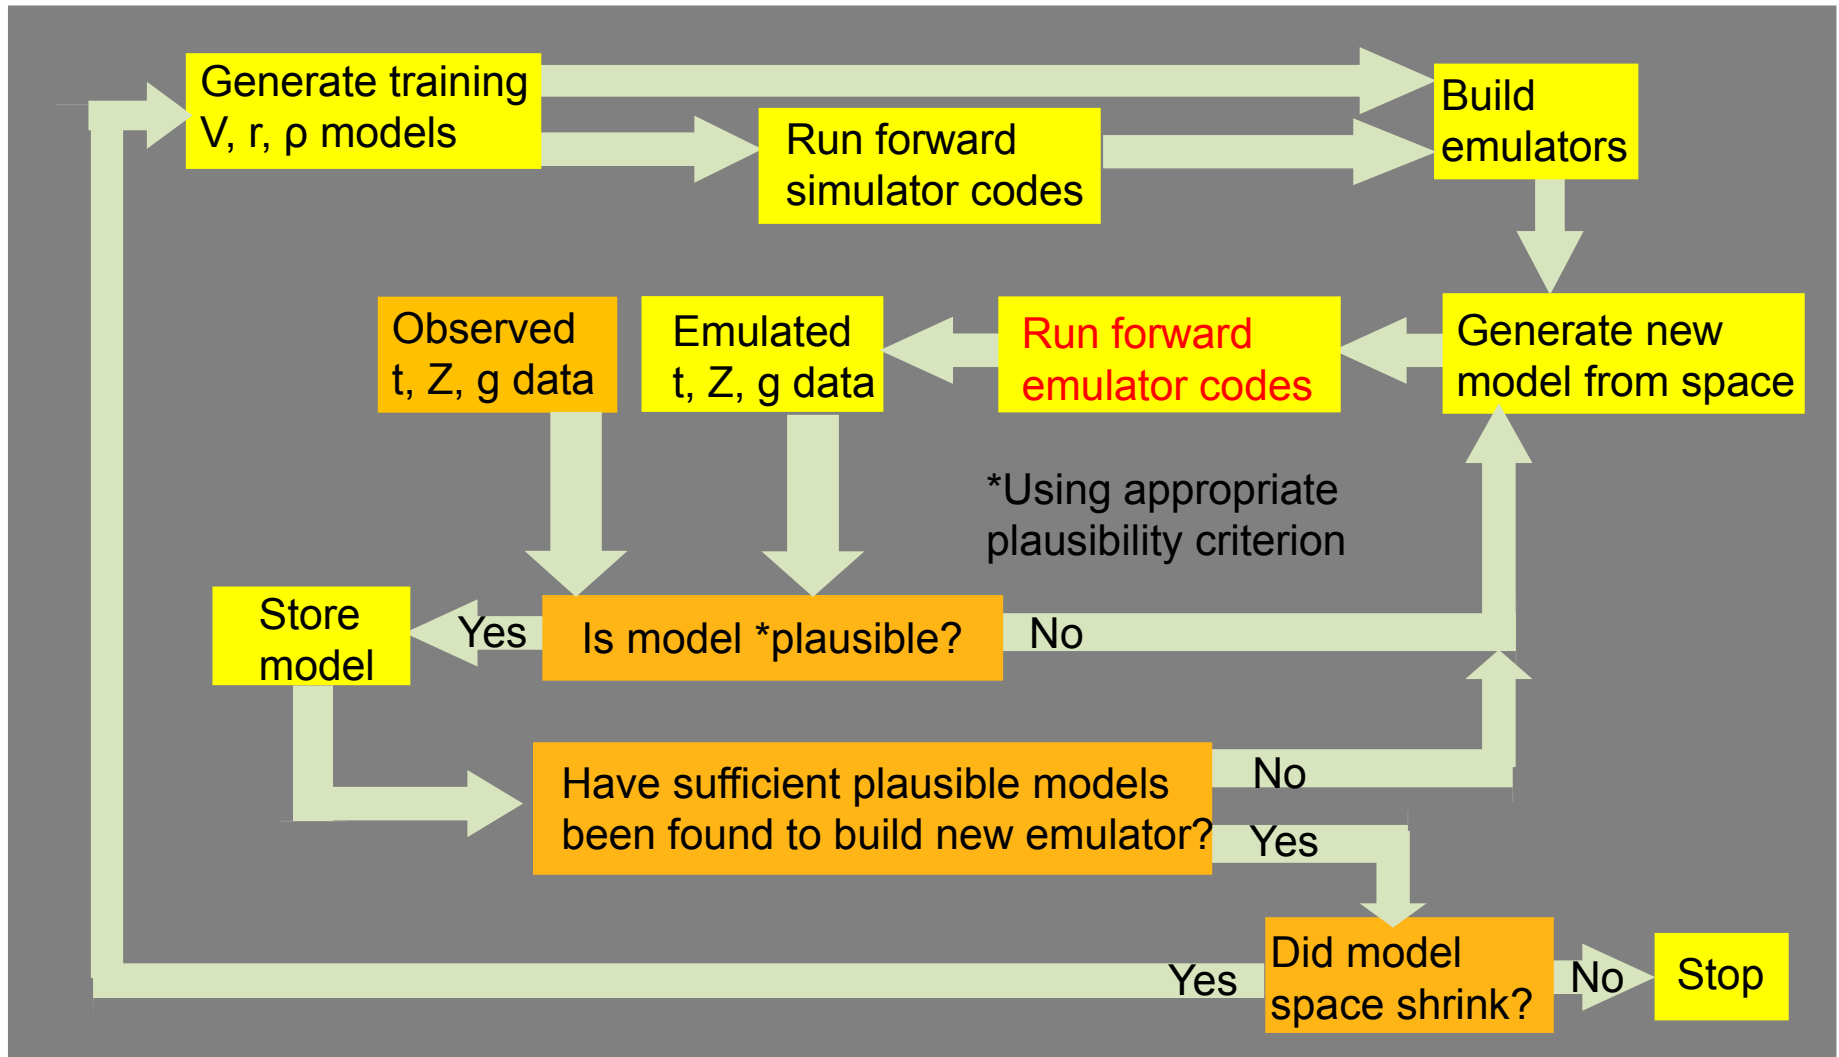 Generate training
V, r, ρ models
Build
emulators
Run forward
simulator codes
Observed
t, Z, g data
Emulated
t, Z, g data
Run forward
emulator codes
Generate new
model from space
*Using appropriate
plausibility criterion
Store
model
Yes
Is model *plausible?
No
Have sufficient plausible models
been found to build new emulator?
No
Yes
Did model
space shrink?
Yes
No
Stop